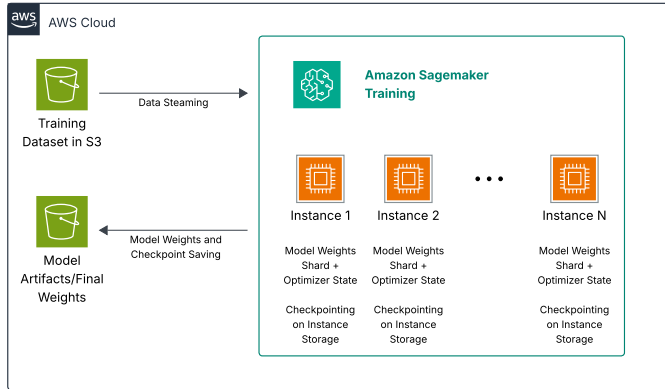 aws
AWS Cloud
Amazon Sagemaker
Training
Data Steaming
Training
Dataset in S3
Instance 1
Instance 2
Instance N
Model Weights and
Checkpoint Saving
Model
Artifacts/Final
Weights
Model Weights
Shard +
Optimizer State
Checkpointing
on Instance
Storage
Model Weights
Shard +
Optimizer State
Checkpointing
on Instance
Storage
Model Weights
Shard +
Optimizer State
Checkpointing
on Instance
Storage